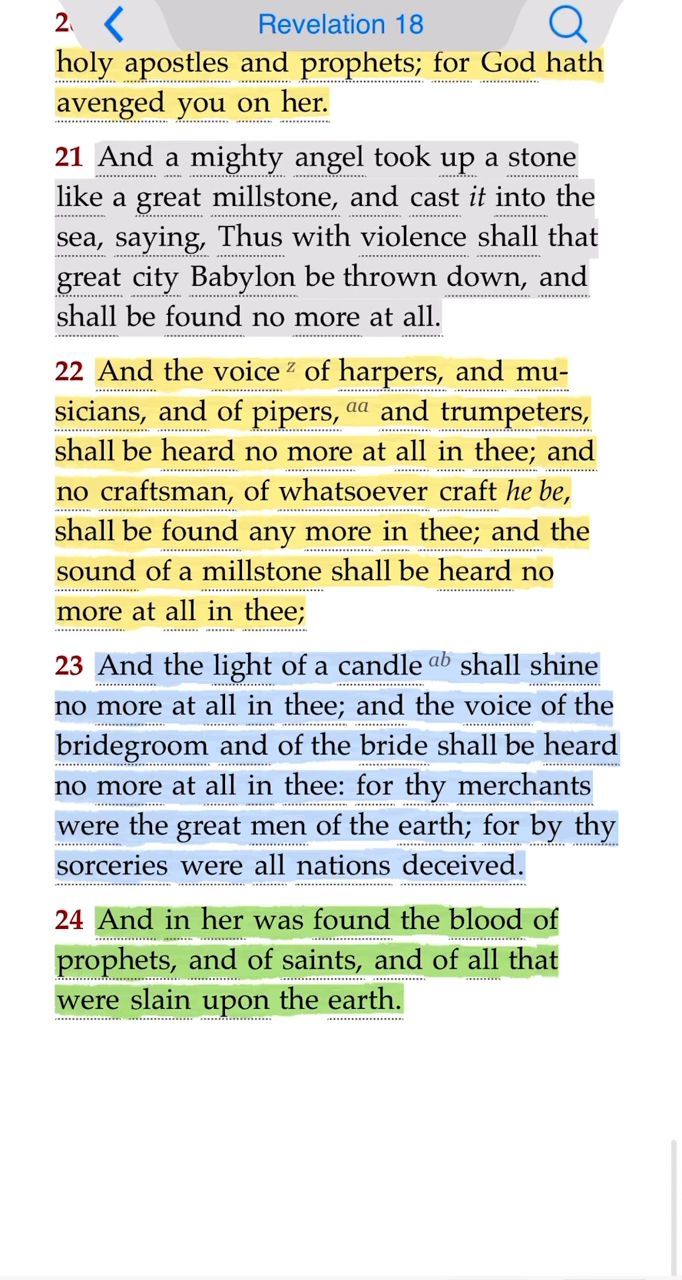 Revelation 18
holy apostles and prophets; for God hath
avenged you on her.
21 And a mighty angel took up a stone
like a great millstone, and cast it into the
sea, saying, Thus with violence shall that
great city Babylon be thrown down, and
shall be found no more at all.
22 And the voice z of harpers, and mu-
sicians, and of pipers, aa and trumpeters,
shall be heard no more at all in thee; and
no craftsman, of whatsoever craft he be,
shall be found any more in thee; and the
sound of a millstone shall be heard no
more at all in thee;
23 And the light of a candle ab shall shine
no more at all in thee; and the voice of the
bridegroom and of the bride shall be heard
no more at all in thee: for thy merchants
were the great men of the earth; for by thy
sorceries were all nations deceived.
24 And in her was found the blood of
prophets, and of saints, and of all that
were slain upon the earth.